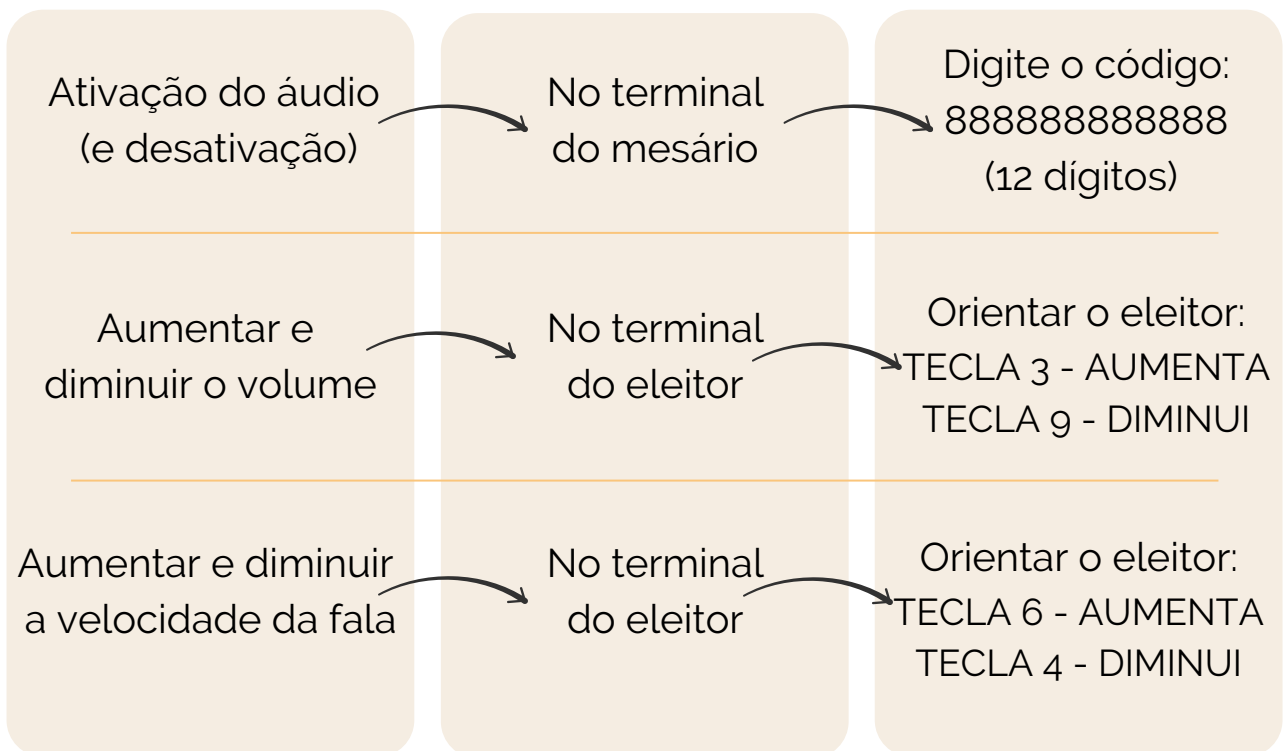 Ativação do áudio
(e desativação)
No terminal
do mesário
Digite o código:
888888888888
(12 dígitos)
Aumentar e
diminuir o volume
No terminal
do eleitor
Orientar o eleitor:
TECLA 3 - AUMENTA
TECLA 9 - DIMINUI
Aumentar e diminuir
a velocidade da fala
No terminal
do eleitor
Orientar o eleitor:
TECLA 6 - AUMENTA
TECLA 4 - DIMINUI